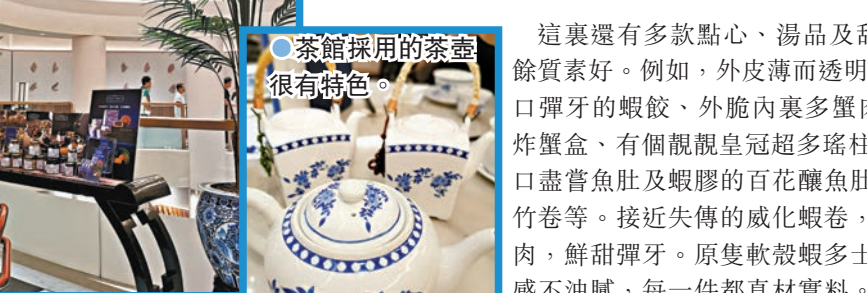 ●茶館採用的茶壺
很有特色。
這裏還有多款點心、湯品及
餘質素好。例如,外皮薄而透明
口彈牙的蝦餃、外脆內裏多蟹
炸蟹盒、有個靚靚皇冠超多瑤柱
口盡嘗魚肚及蝦膠的百花釀魚肚
竹卷等。接近失傳的威化蝦卷,
肉,鮮甜彈牙。原隻軟殼蝦多士
感不油膩,每一件都真材實料。